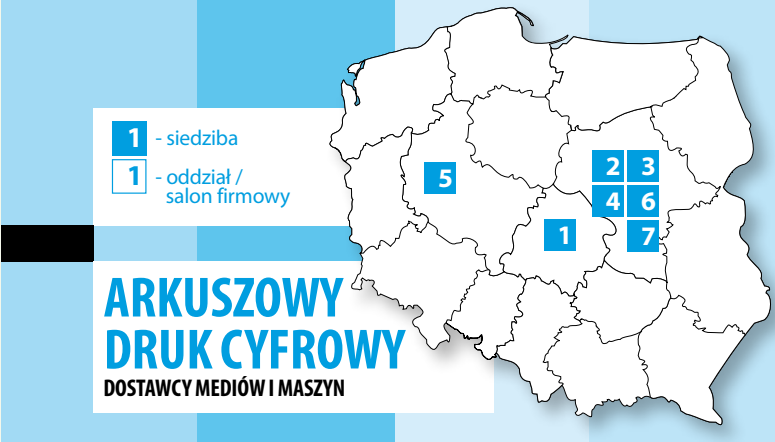 1 - siedziba
1 - oddział /
salon firmowy
5
2 3
4 6
1
7
ARKUSZOWY
DRUK CYFROWY
DOSTAWCY MEDIÓW I MASZYN